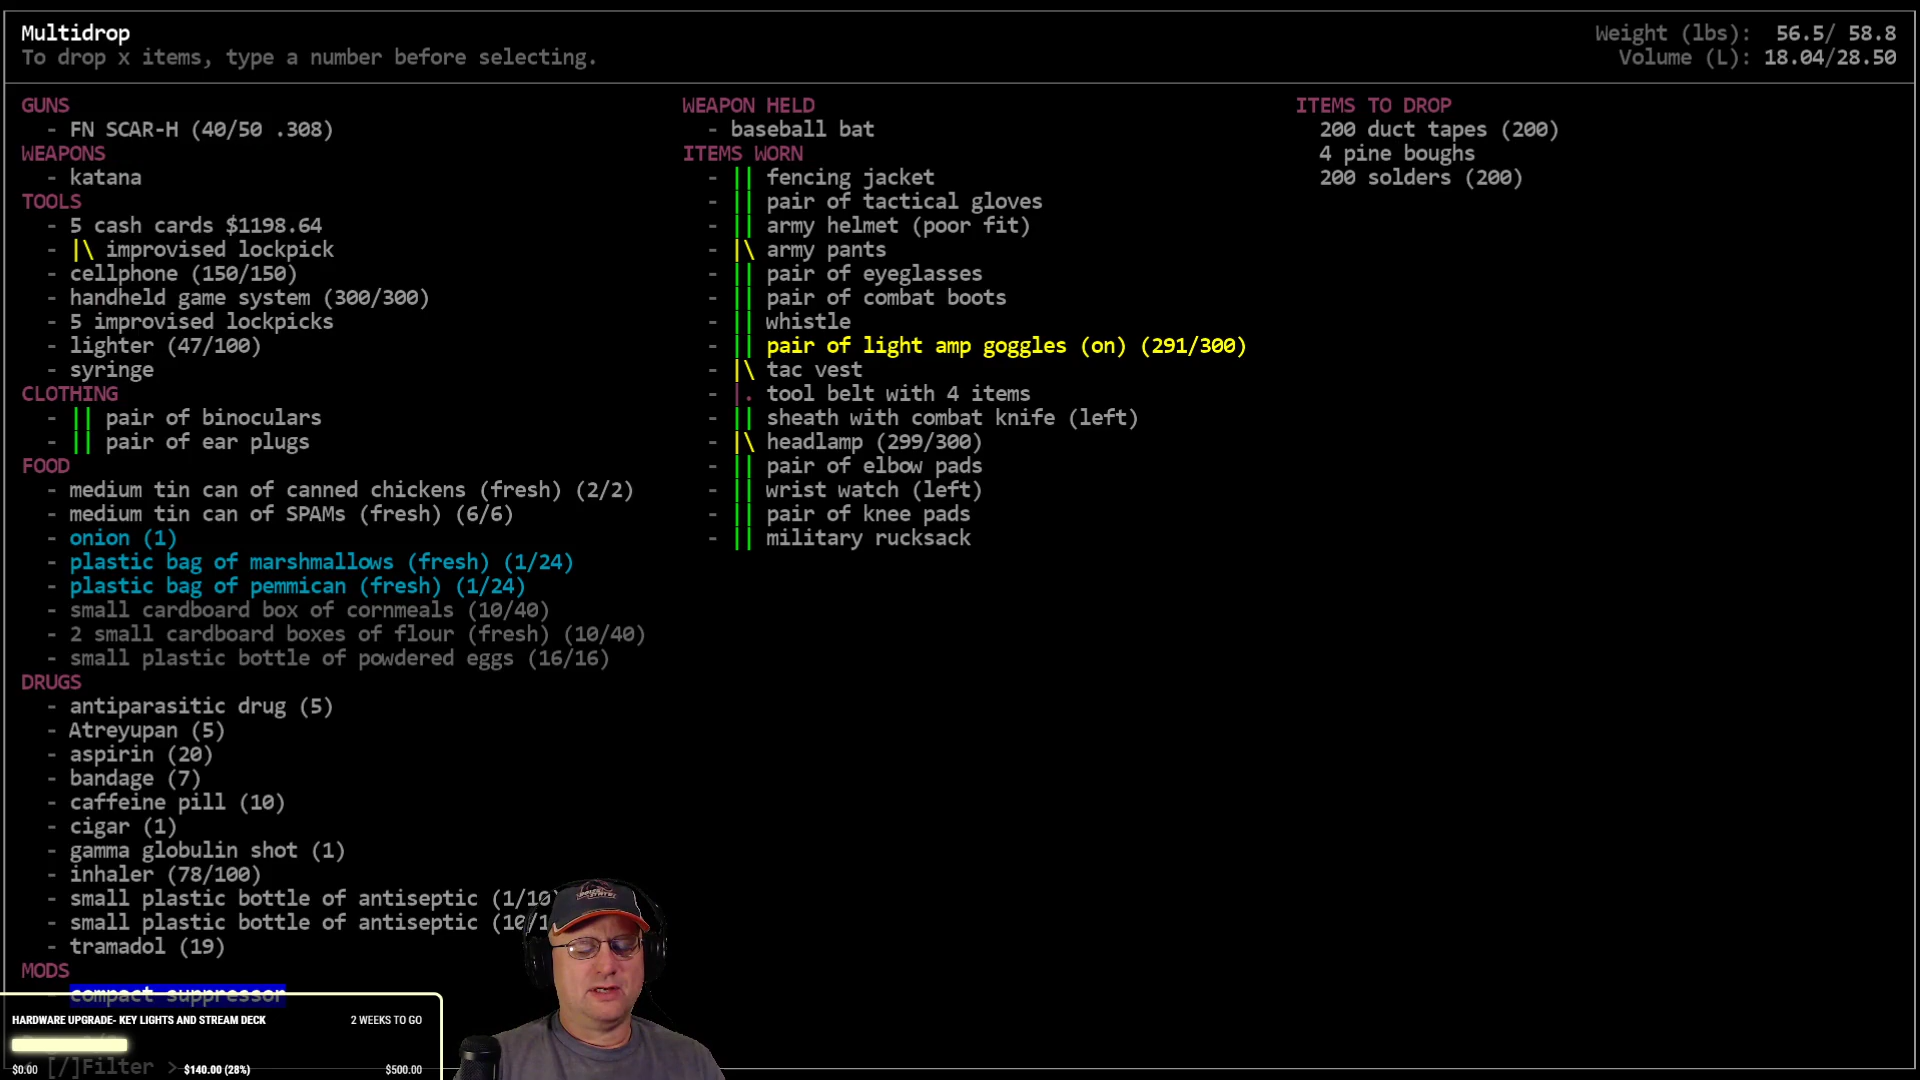 Multidrop
To drop x items, type a number before selecting.
Weight (lbs): 56.5/ 58.8
Volume (L): 18.04/28.50
GUNS
- FN SCAR-H (40/50 .308)
WEAPONS
- katana
TOOLS
- 5 cash cards $1198.64
- |\ improvised lockpick
- cellphone (150/150)
- handheld game system (300/300)
- 5 improvised lockpicks
- lighter (47/100)
- syringe
CLOTHING
- || pair of binoculars
- || pair of ear plugs
FOOD
- medium tin can of canned chickens (fresh) (2/2)
- medium tin can of SPAMs (fresh) (6/6)
- onion (1)
- plastic bag of marshmallows (fresh) (1/24)
- plastic bag of pemmican (fresh) (1/24)
- small cardboard box of cornmeals (10/40)
- 2 small cardboard boxes of flour (fresh) (10/40)
- small plastic bottle of powdered eggs (16/16)
DRUGS
- antiparasitic drug (5)
- Atreyupan (5)
- aspirin (20)
- bandage (7)
- caffeine pill (10)
- cigar (1)
- gamma globulin shot (1)
- inhaler (78/100)
- small plastic bottle of antiseptic (1/10
- small plastic bottle of antiseptic (10/1
- tramadol (19)
MODS
compact suppressor
WEAPON HELD
- baseball bat
ITEMS WORN
- || fencing jacket
- || pair of tactical gloves
- || army helmet (poor fit)
- |\ army pants
- || pair of eyeglasses
- || pair of combat boots
- || whistle
- || pair of light amp goggles (on) (291/300)
- |\ tac vest
- |. tool belt with 4 items
- || sheath with combat knife (left)
- |\ headlamp (299/300)
- || pair of elbow pads
- || wrist watch (left)
- || pair of knee pads
- || military rucksack
ITEMS TO DROP
200 duct tapes (200)
4 pine boughs
200 solders (200)
HARDWARE UPGRADE- KEY LIGHTS AND STREAM DECK
2 WEEKS TO GO
[/]Filter >
$0.00
$140.00 (28%)
$500.00